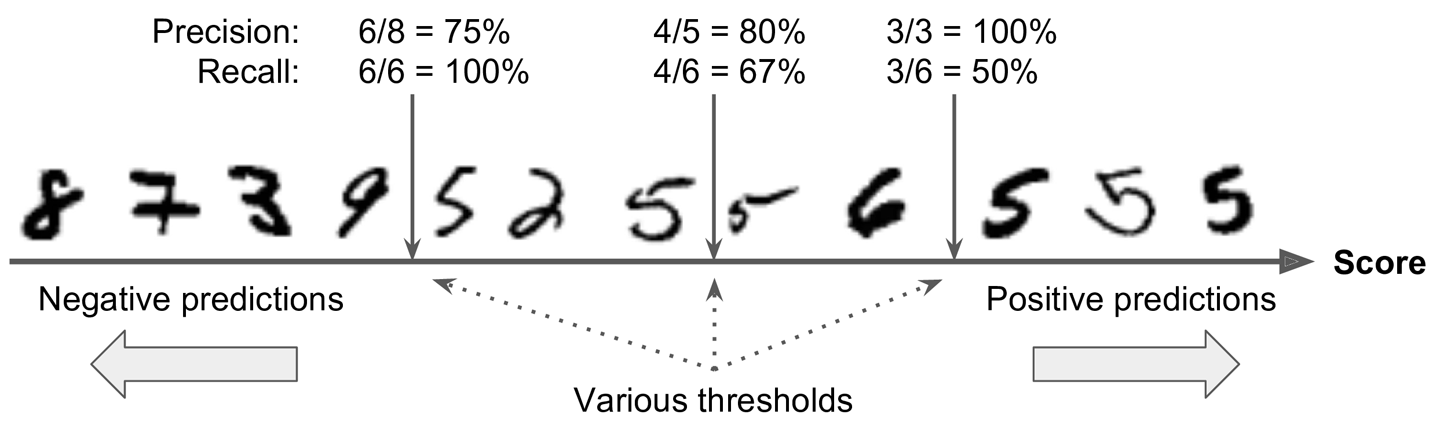 Precision: 6/8 = 75% 4/5 = 80% 3/3 = 100%
Recall: 6/6 = 100% 4/6 = 67% 3/6 = 50%
8 7 3 9 5 2 5 5 6 5 5 5
Score
Negative predictions Positive predictions
Various thresholds